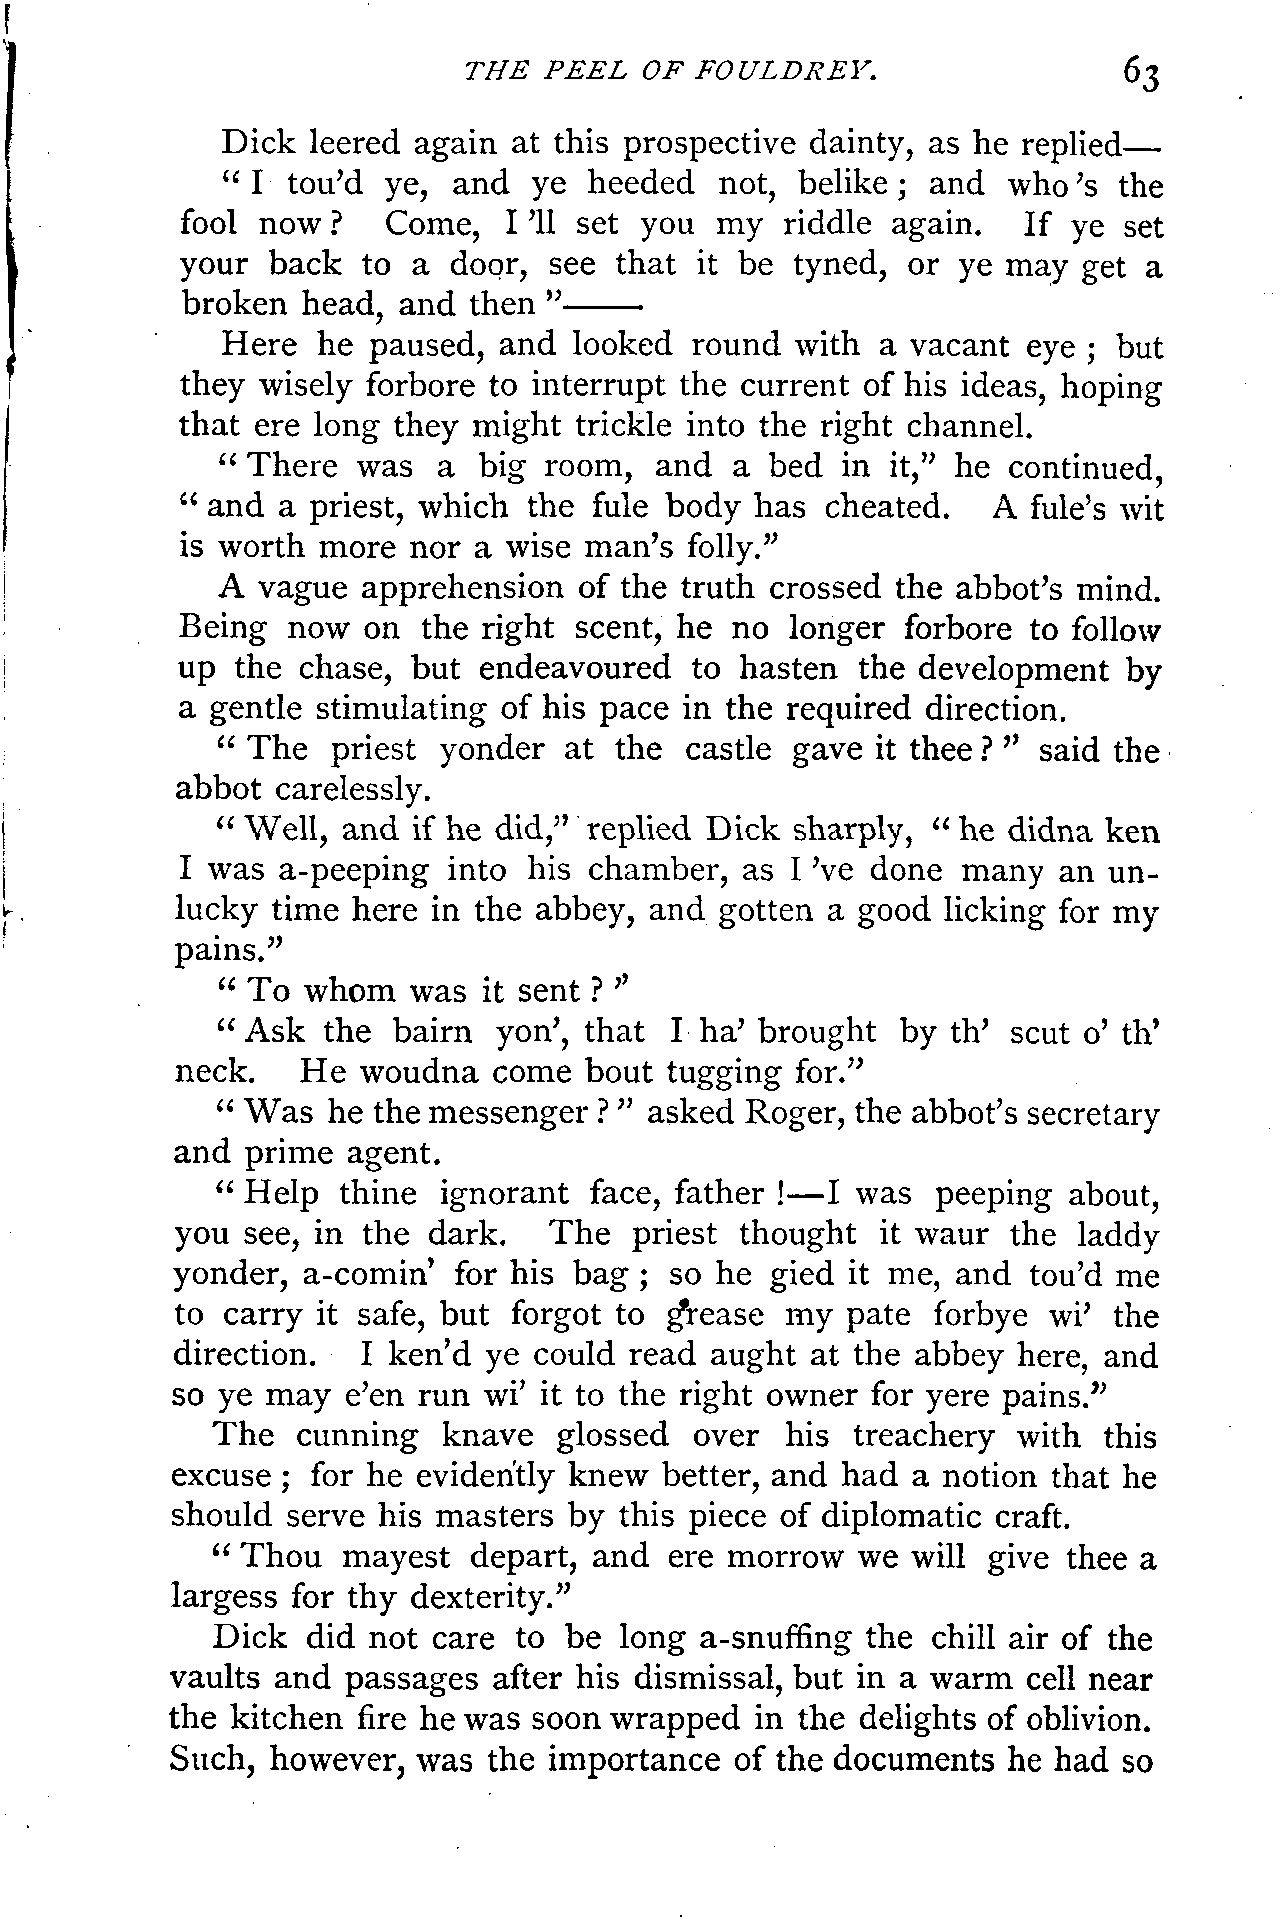 THE PEEL OF FOULDREY. 63
Dick leered again at this prospective dainty, as he replied—
“ I tou’d ye, and ye heeded not, belike ; and who ’s the
fool now ? Come, I ’ll set you my riddle again. If ye set
your back to a door, see that it be tyned, or ye may get a
broken head, and then ”——.
Here he paused, and looked round with a vacant eye ; but
they wisely forbore to interrupt the current of his ideas, hoping
that ere long they might trickle into the right channel.
“ There was a big room, and a bed in it,” he continued,
“ and a priest, which the fule body has cheated. A fule’s wit
is worth more nor a wise man’s folly.”
A vague apprehension of the truth crossed the abbot’s mind.
Being now on the right scent, he no longer forbore to follow
up the chase, but endeavoured to hasten the development by
a gentle stimulating of his pace in the required direction.
“ The priest yonder at the castle gave it thee ? ” said the
abbot carelessly.
“ Well, and if he did,” replied Dick sharply, “ he didna ken
I was a-peeping into his chamber, as I ’ve done many an un-
lucky time here in the abbey, and gotten a good licking for my
pains.”
“ To whom was it sent ? ”
“ Ask the bairn yon’, that I ha’ brought by th’ scut o’ th’
neck. He woudna come bout tugging for.”
“ Was he the messenger ? ” asked Roger, the abbot’s secretary
and prime agent.
“ Help thine ignorant face, father !—I was peeping about,
you see, in the dark. The priest thought it waur the laddy
yonder, a-comin’ for his bag ; so he gied it me, and tou’d me
to carry it safe, but forgot to grease my pate forbye wi’ the
direction. I ken’d ye could read aught at the abbey here, and
so ye may e’en run wi’ it to the right owner for yere pains.”
The cunning knave glossed over his treachery with this
excuse ; for he evidently knew better, and had a notion that he
should serve his masters by this piece of diplomatic craft.
“ Thou mayest depart, and ere morrow we will give thee a
largess for thy dexterity.”
Dick did not care to be long a-snuffing the chill air of the
vaults and passages after his dismissal, but in a warm cell near
the kitchen fire he was soon wrapped in the delights of oblivion.
Such, however, was the importance of the documents he had so